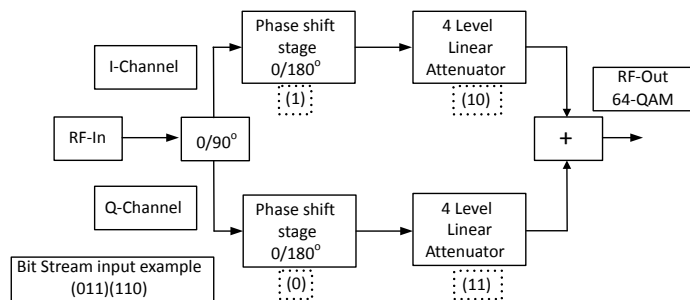 I-Channel
Phase shift
stage
0/180°
(1)
4 Level
Linear
Attenuator
(10)
RF-Out
64-QAM
RF-In
0/90°
+
Q-Channel
Phase shift
stage
0/180°
(0)
4 Level
Linear
Attenuator
(11)
Bit Stream input example
(011)(110)